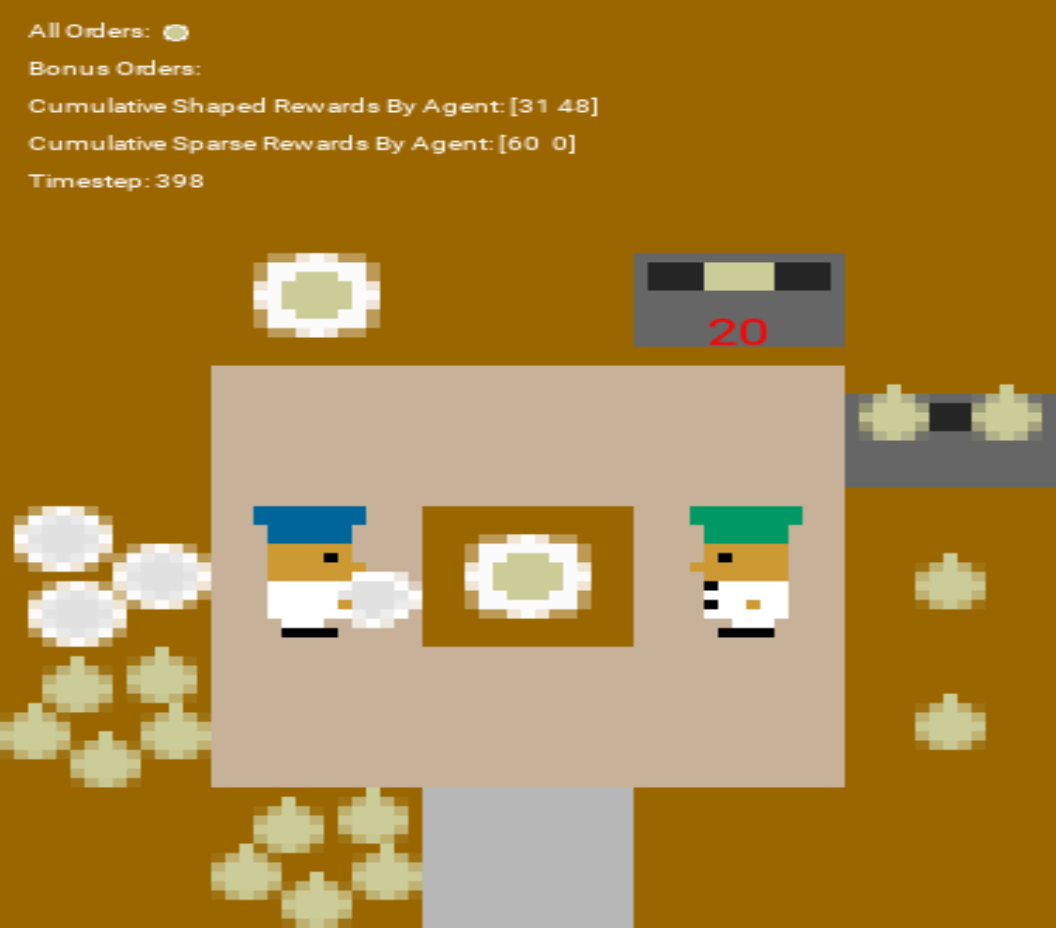 All Orders:
Bonus Orders:
Cumulative Shaped Rewards By Agent: [31 48]
Cumulative Sparse Rewards By Agent: [60  0]
Timestep: 398
20